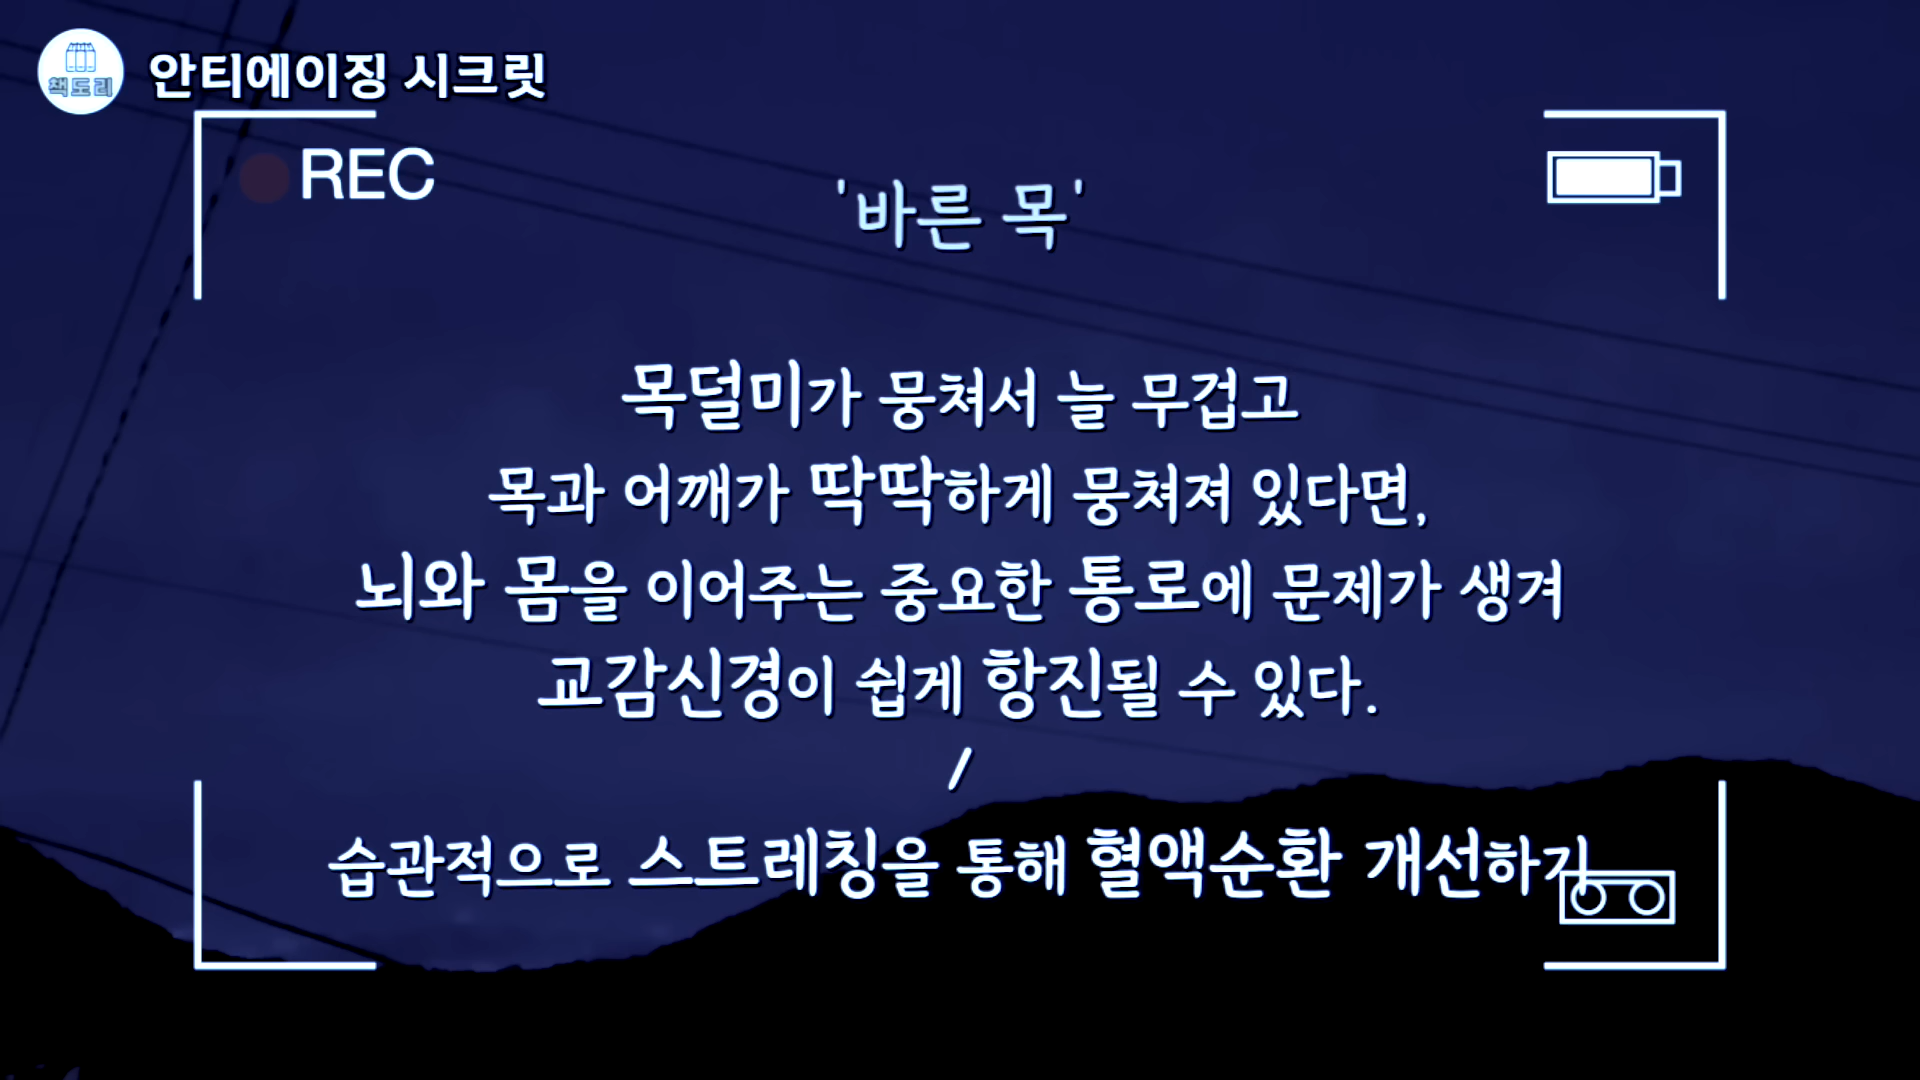 책도리
안티에이징 시크릿
REC
'바른 목'
목덜미가 뭉쳐서 늘 무겁고
목과 어깨가 딱딱하게 뭉쳐져 있다면,
뇌와 몸을 이어주는 중요한 통로에 문제가 생겨
교감신경이 쉽게 항진될 수 있다.
/
습관적으로 스트레칭을 통해 혈액순환 개선하기